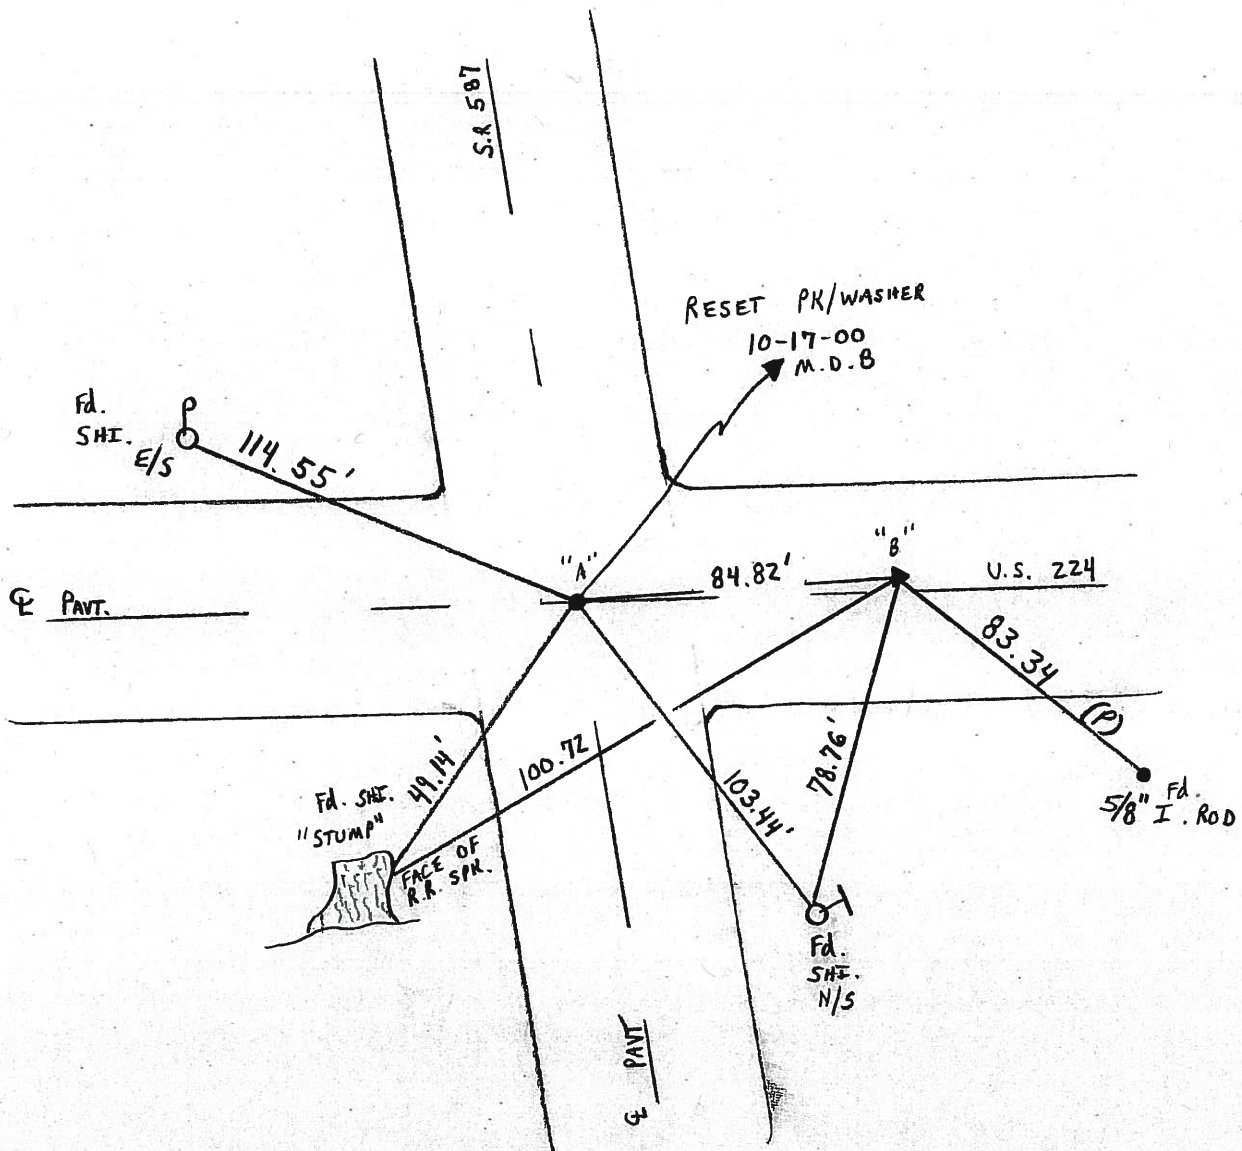 S.R 587
RESET PK/WASHER
10-17-00
M.D.B
Fd.
SHI.
E/S
114.55'
"A"
84.82'
"B"
U.S. 224
℄ PAVT.
83.34
(P)
49.14'
100.72
103.44'
78.76'
Fd.
5/8" I. ROD
Fd. SHI.
"STUMP"
FACE OF
R.R. SPK.
Fd.
SHI.
N/S
℄ PAVT